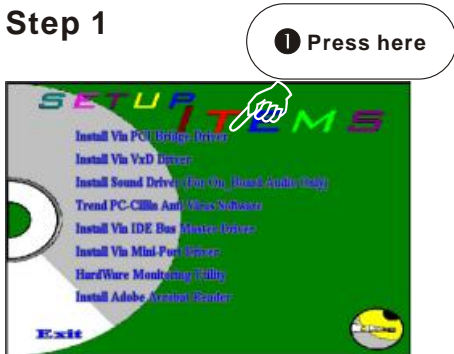 Step 1
❶ Press here
SETUP ITEMS
Install Via PCI Bridge Driver
Install Via VxD Driver
Install Sound Driver (For On_Board Audio Only)
Trend PC-Cillin Anti Virus Software
Install Via IDE Bus Master Driver
Install Via Mini-Port Driver
HardWare Monitoring Utility
Install Adobe Acrobat Reader
Exit